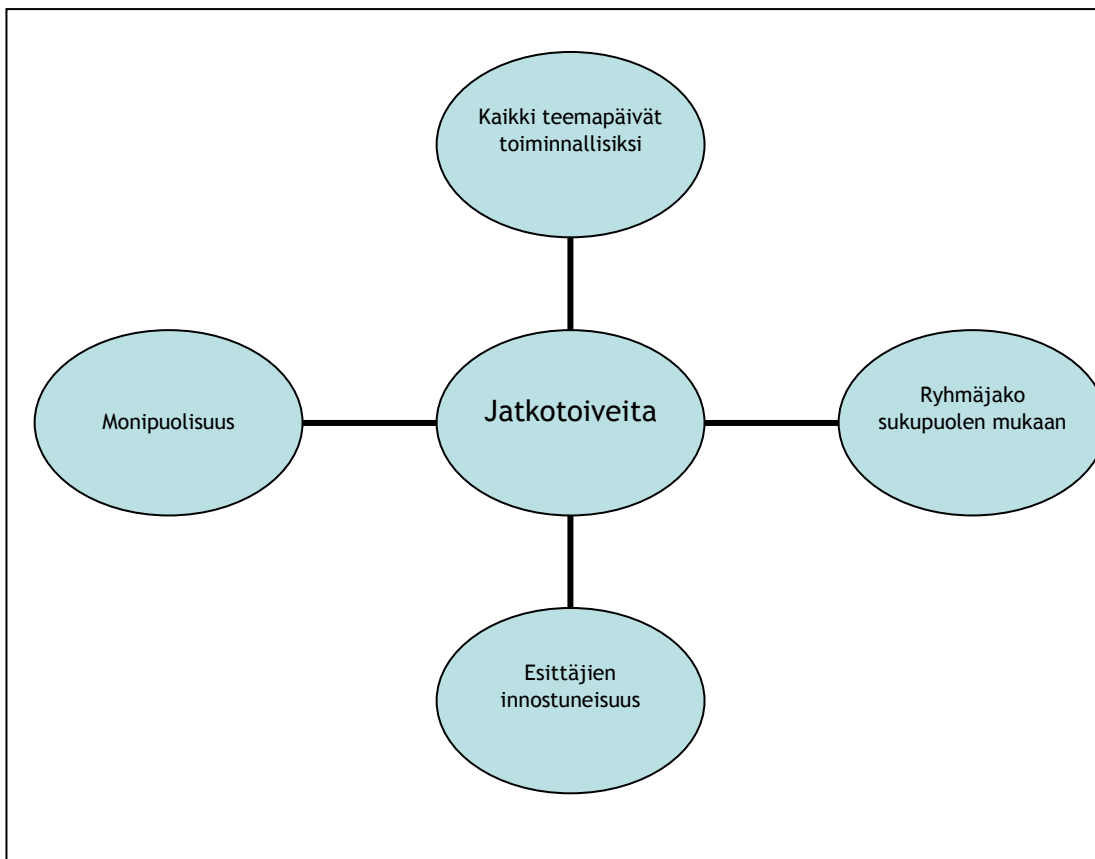 Kaikki teemapäivät
toiminnallisiksi
Monipuolisuus
Jatkotoiveita
Ryhmäjako
sukupuolen mukaan
Esittäjien
innostuneisuus